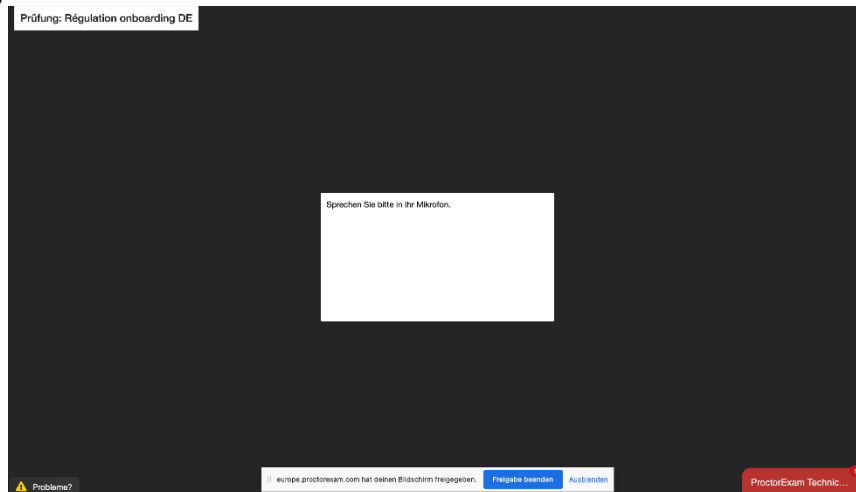 Prüfung: Régulation onboarding DE
Sprechen Sie bitte in Ihr Mikrofon.
europe.proctorexam.com hat deinen Bildschirm freigegeben. Freigabe beenden Ausblenden
Probleme?
ProctorExam Technic...